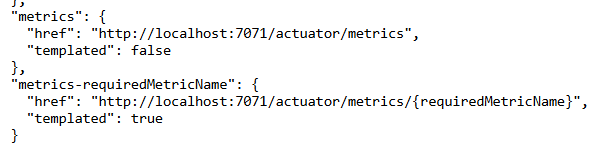 },
"metrics": {
"href": "http://localhost:7071/actuator/metrics",
"templated": false
},
"metrics-requiredMetricName": {
"href": "http://localhost:7071/actuator/metrics/{requiredMetricName}",
"templated": true
}